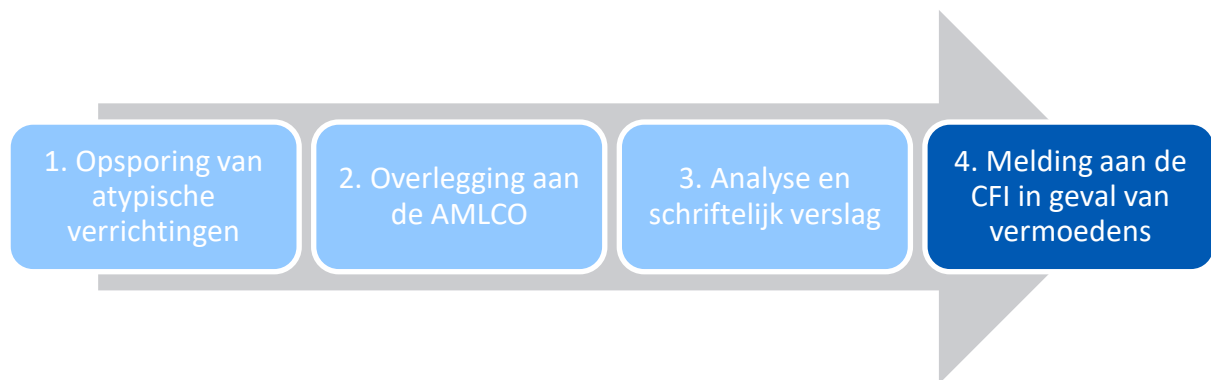 1. Opsporing van
atypische
verrichtingen
2. Overlegging aan
de AMLCO
3. Analyse en
schriftelijk verslag
4. Melding aan de
CFI in geval van
vermoedens